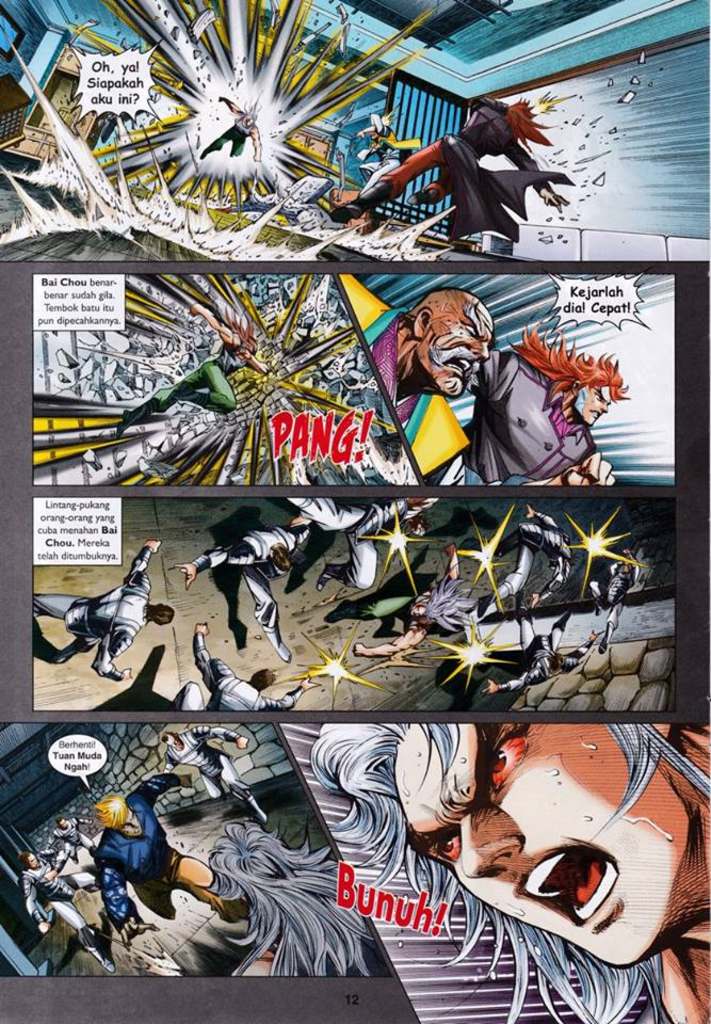 Oh, ya!
Siapakah
aku ini?
Bai Chou benar-
benar sudah gila.
Tembok batu itu
pun dipecahkannya.
PANG!
Kejarlah
dia! Cepat!
Lintang-pukang
orang-orang yang
cuba menahan Bai
Chou. Mereka
telah ditumbuknya.
Berhenti!
Tuan Muda
Ngah!
Bunuh!
12